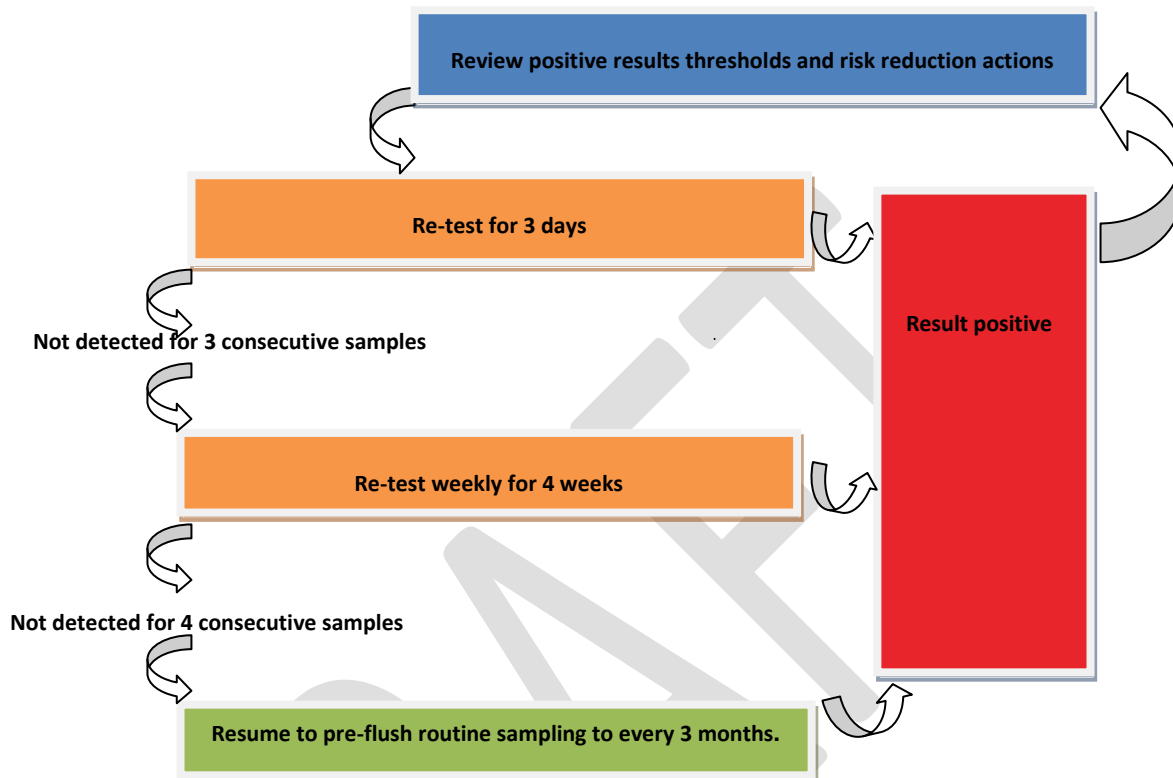 Review positive results thresholds and risk reduction actions
Re-test for 3 days
Result positive
Not detected for 3 consecutive samples
Re-test weekly for 4 weeks
Not detected for 4 consecutive samples
Resume to pre-flush routine sampling to every 3 months.